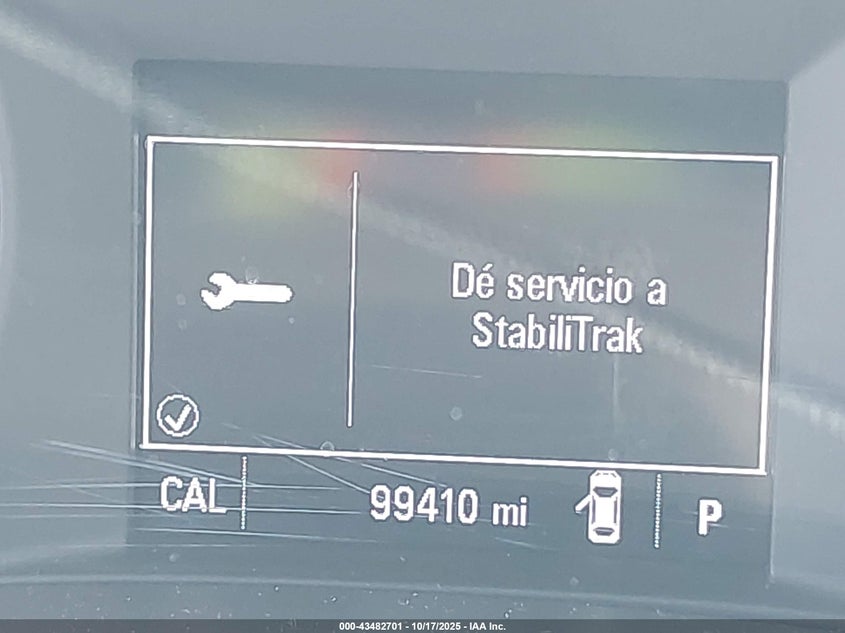 Dé servicio a
StabiliTrak
CAL 99410 mi P
000-43482701 - 10/17/2025 - IAA Inc.